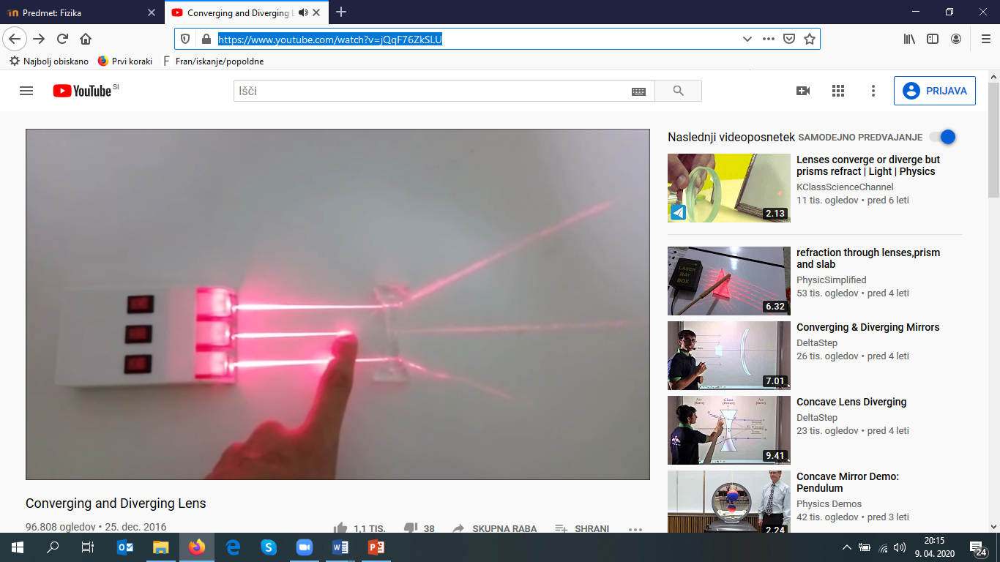 Predmet: Fizika
Converging and Diverging L
https://www.youtube.com/watch?v=jQqF76ZkSLU
Najbolj obiskano
Prvi koraki
Fran/iskanje/popoldne
YouTube SI
Išči
PRIJAVA
Converging and Diverging Lens
96.808 ogledov • 25. dec. 2016
1,1 TIS.
38
SKUPNA RABA
SHRANI
Naslednji videoposnetek
SAMODEJNO PREDVAJANJE
2.13
Lenses converge or diverge but
prisms refract | Light | Physics
KClassScienceChannel
11 tis. ogledov • pred 6 leti
LASER
RAY
BOX
6.32
refraction through lenses,prism
and slab
PhysicSimplified
53 tis. ogledov • pred 4 leti
7.01
Converging & Diverging Mirrors
DeltaStep
26 tis. ogledov • pred 4 leti
9.41
Concave Lens Diverging
DeltaStep
23 tis. ogledov • pred 4 leti
2.24
Concave Mirror Demo:
Pendulum
Physics Demos
42 tis. ogledov • pred 3 leti
20:15
9. 04. 2020
24